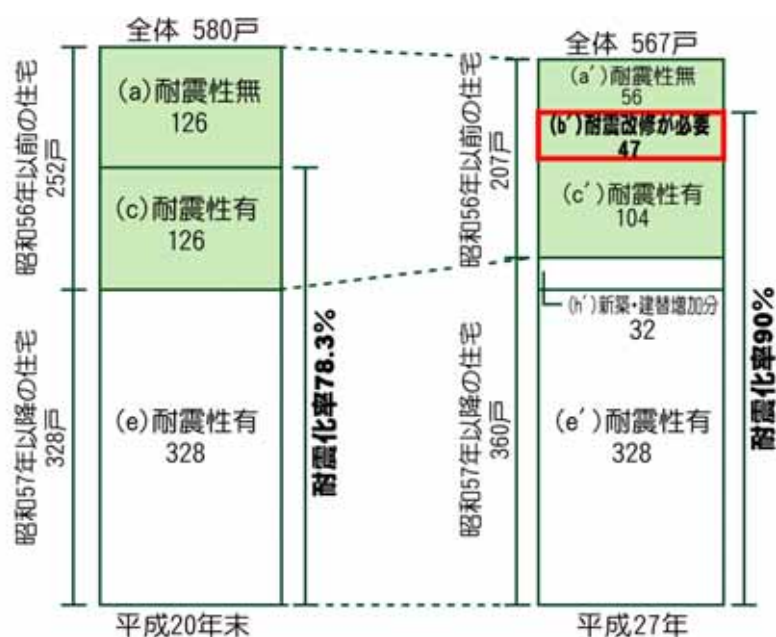 全体 580戸
昭和56年以前の住宅
252戸
(a)耐震性無
126
(c)耐震性有
126
昭和57年以降の住宅
328戸
(e)耐震性有
328
耐震化率78.3%
平成20年末
全体 567戸
昭和56年以前の住宅
207戸
(a´)耐震性無
56
(b´)耐震改修が必要
47
(c´)耐震性有
104
(h´)新築・建替増加分
32
昭和57年以降の住宅
360戸
(e´)耐震性有
328
耐震化率90%
平成27年